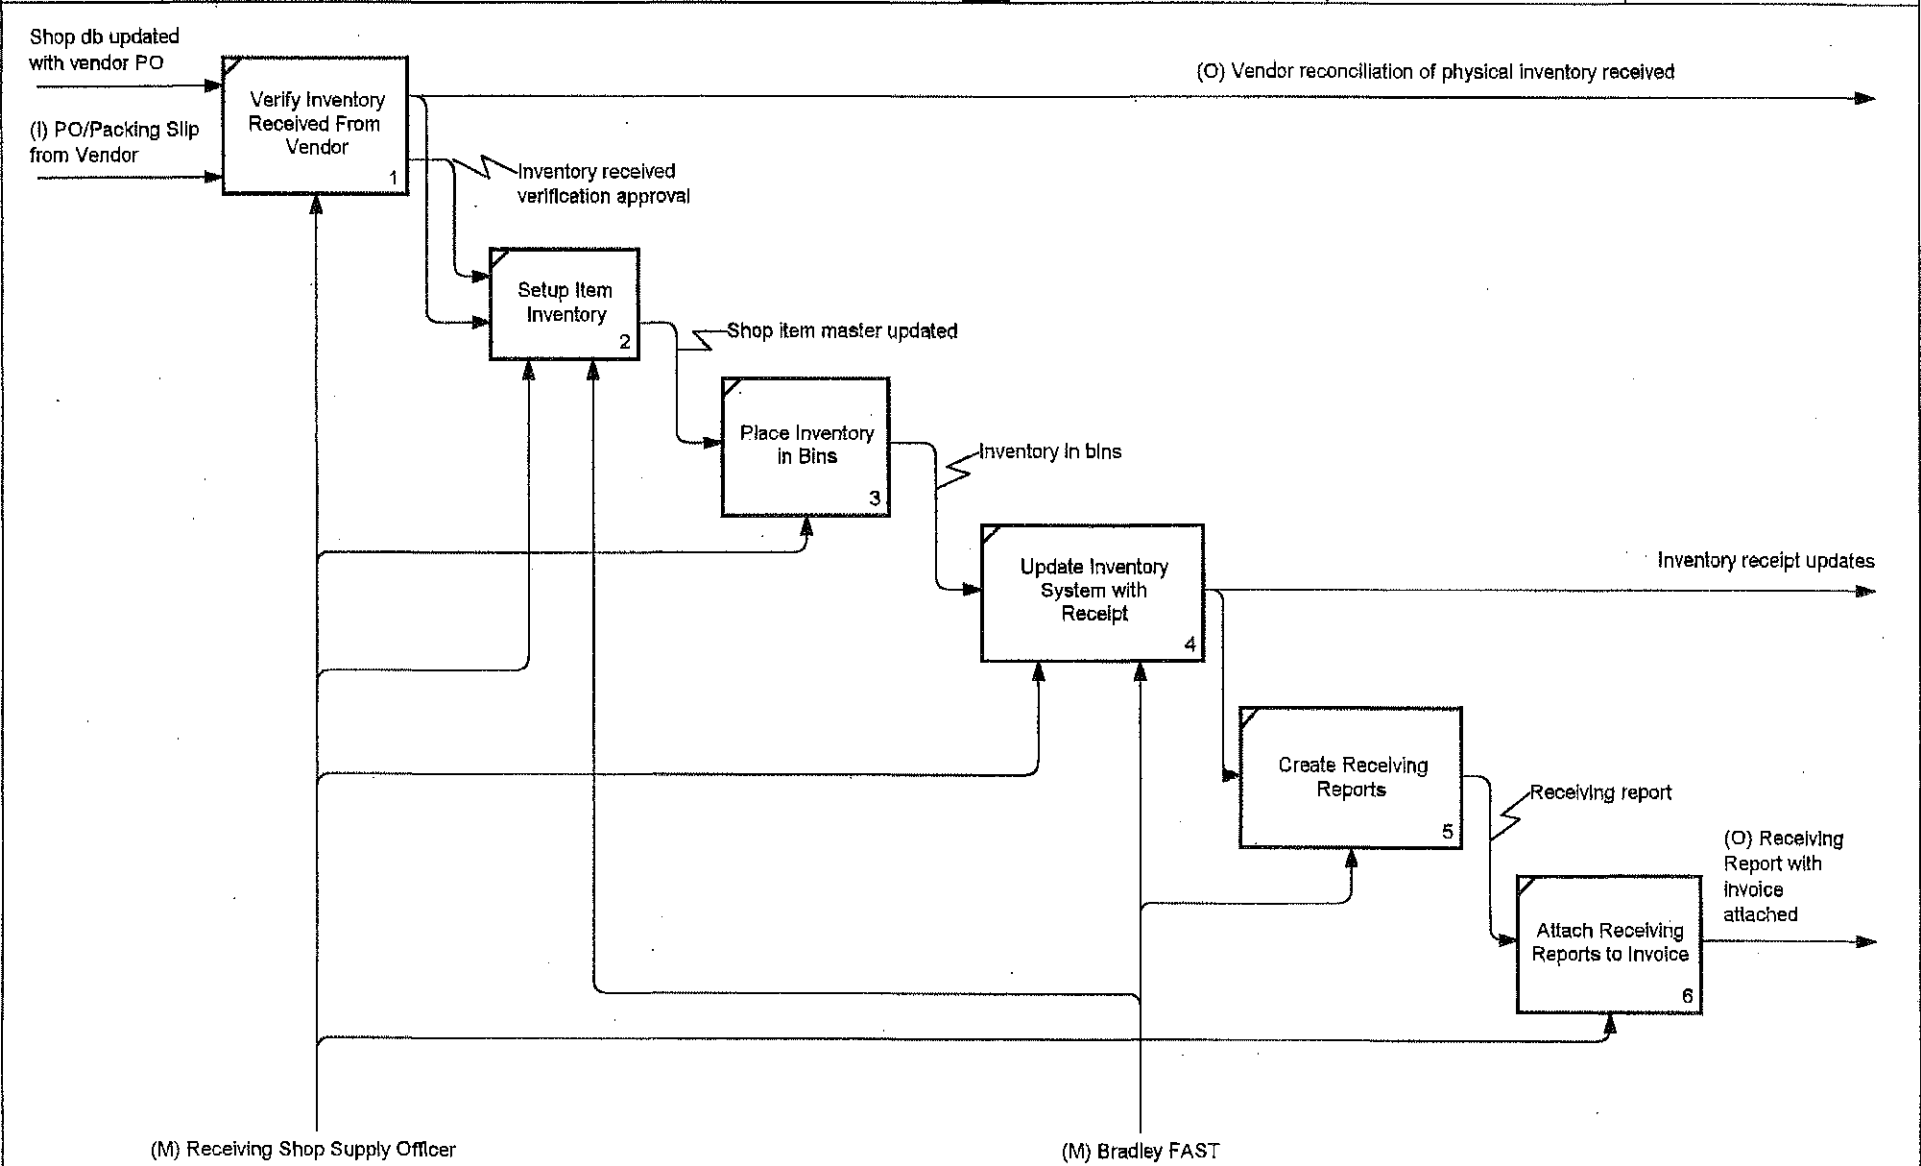 Shop db updated
with vendor PO
(I) PO/Packing Slip
from Vendor
Verify Inventory
Received From
Vendor
1
(O) Vendor reconciliation of physical inventory received
Inventory received
verification approval
Setup Item
Inventory
2
Shop item master updated
Place Inventory
in Bins
3
Inventory in bins
Update Inventory
System with
Receipt
4
Inventory receipt updates
Create Receiving
Reports
5
Receiving report
(O) Receiving
Report with
invoice
attached
Attach Receiving
Reports to Invoice
6
(M) Receiving Shop Supply Officer
(M) Bradley FAST